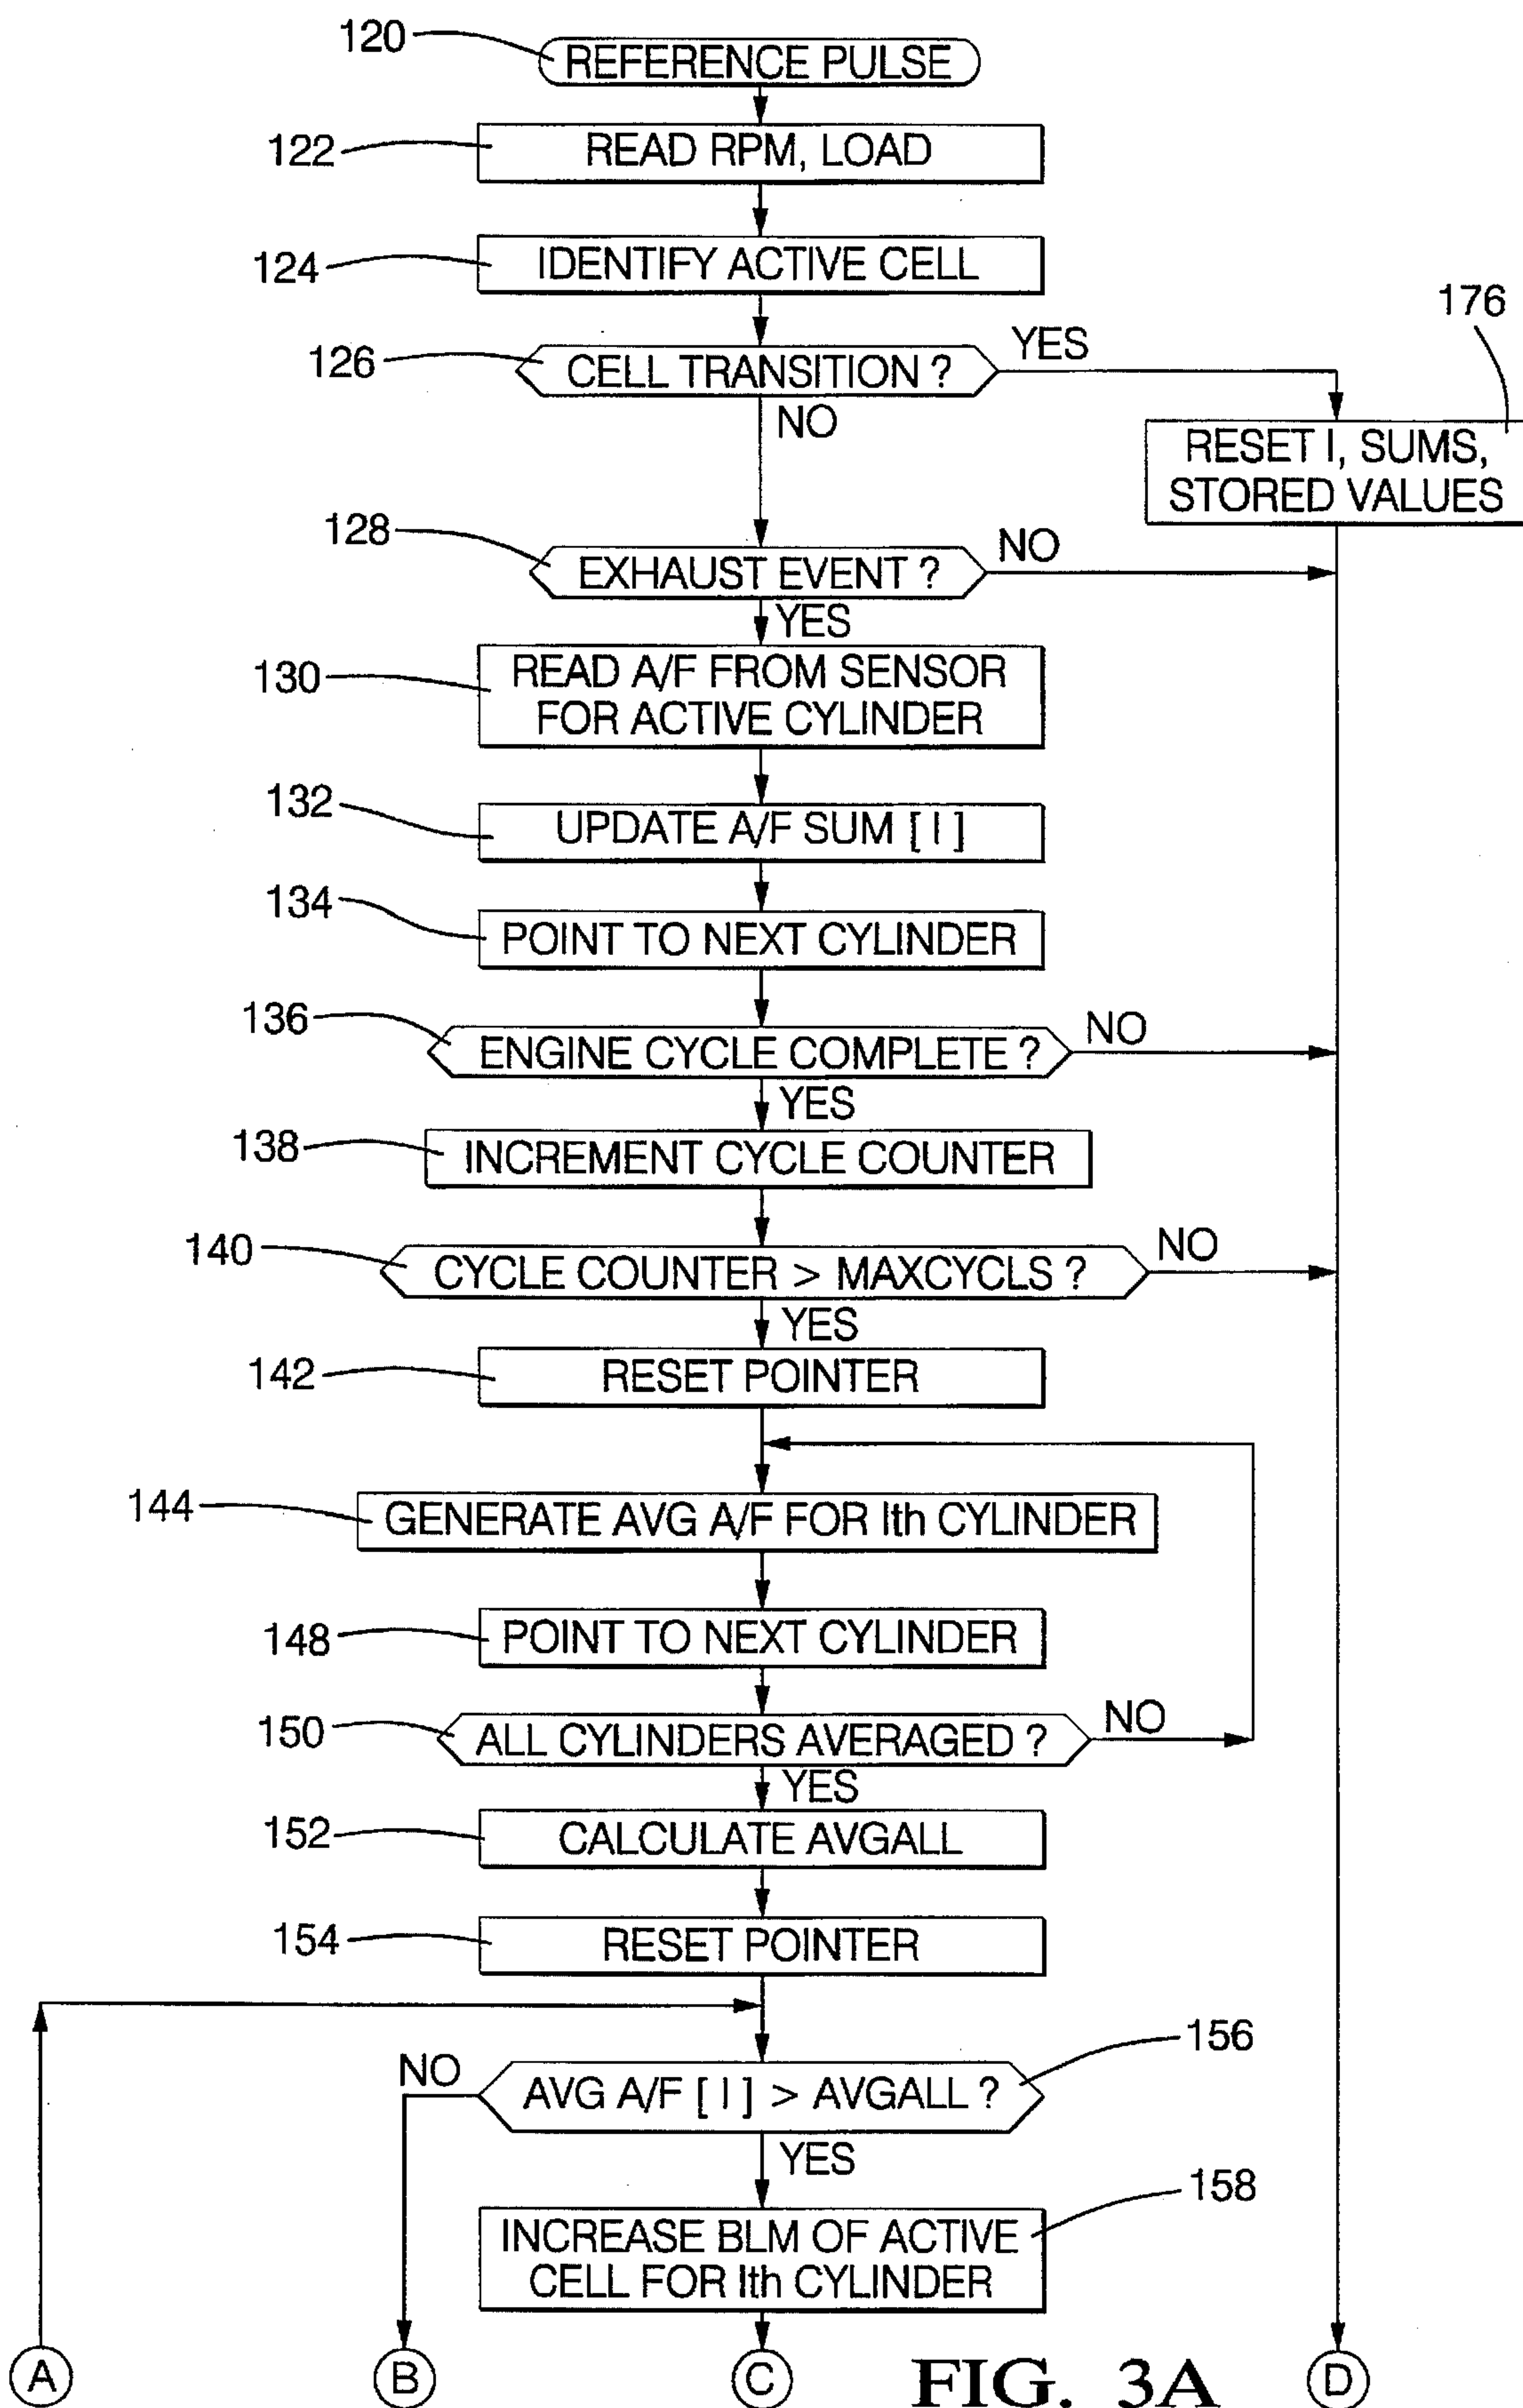 120
REFERENCE PULSE
122
READ RPM, LOAD
124
IDENTIFY ACTIVE CELL
176
126
CELL TRANSITION ?
YES
NO
RESET I, SUMS,
STORED VALUES
128
EXHAUST EVENT ?
NO
YES
130
READ A/F FROM SENSOR
FOR ACTIVE CYLINDER
132
UPDATE A/F SUM [ I ]
134
POINT TO NEXT CYLINDER
136
ENGINE CYCLE COMPLETE ?
NO
YES
138
INCREMENT CYCLE COUNTER
140
CYCLE COUNTER > MAXCYCLS ?
NO
YES
142
RESET POINTER
144
GENERATE AVG A/F FOR Ith CYLINDER
148
POINT TO NEXT CYLINDER
150
ALL CYLINDERS AVERAGED ?
NO
YES
152
CALCULATE AVGALL
154
RESET POINTER
156
NO
AVG A/F [ I ] > AVGALL ?
YES
158
INCREASE BLM OF ACTIVE
CELL FOR Ith CYLINDER
A
B
C
FIG. 3A
D